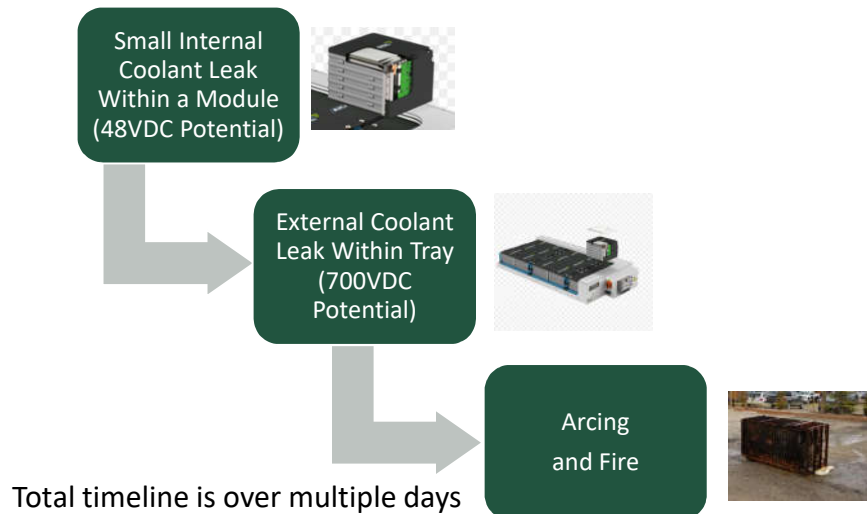 Small Internal
Coolant Leak
Within a Module
(48VDC Potential)
External Coolant
Leak Within Tray
(700VDC
Potential)
Arcing
and Fire
Total timeline is over multiple days